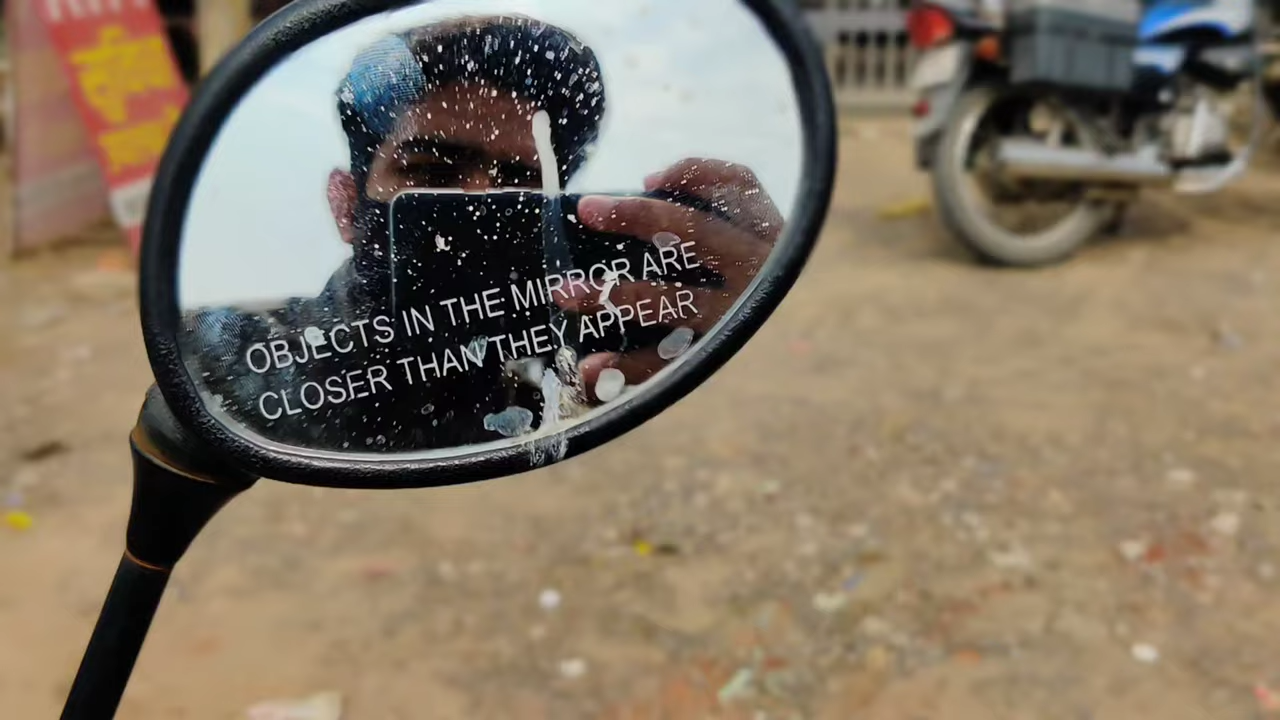 OBJECTS IN THE MIRROR ARE
CLOSER THAN THEY APPEAR